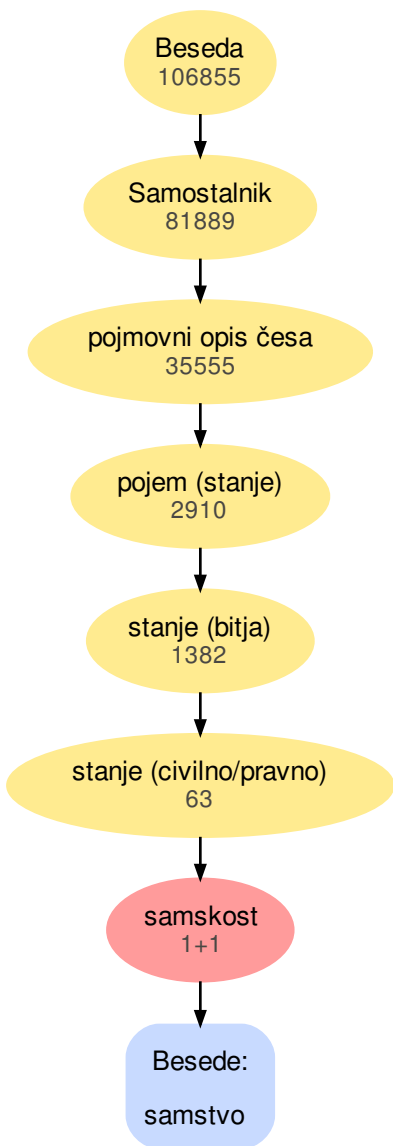 Beseda
106855
Samostalnik
81889
pojmovni opis česa
35555
pojem (stanje)
2910
stanje (bitja)
1382
stanje (civilno/pravno)
63
samskost
1+1
Besede:
samstvo